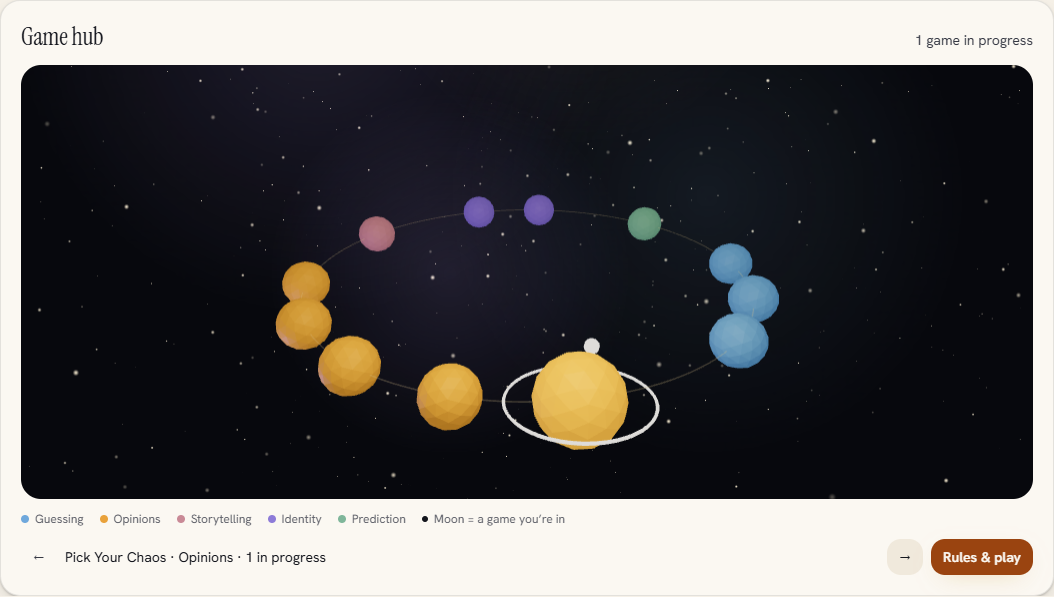 Game hub
1 game in progress
Guessing
Opinions
Storytelling
Identity
Prediction
Moon = a game you're in
← Pick Your Chaos · Opinions · 1 in progress
→
Rules & play